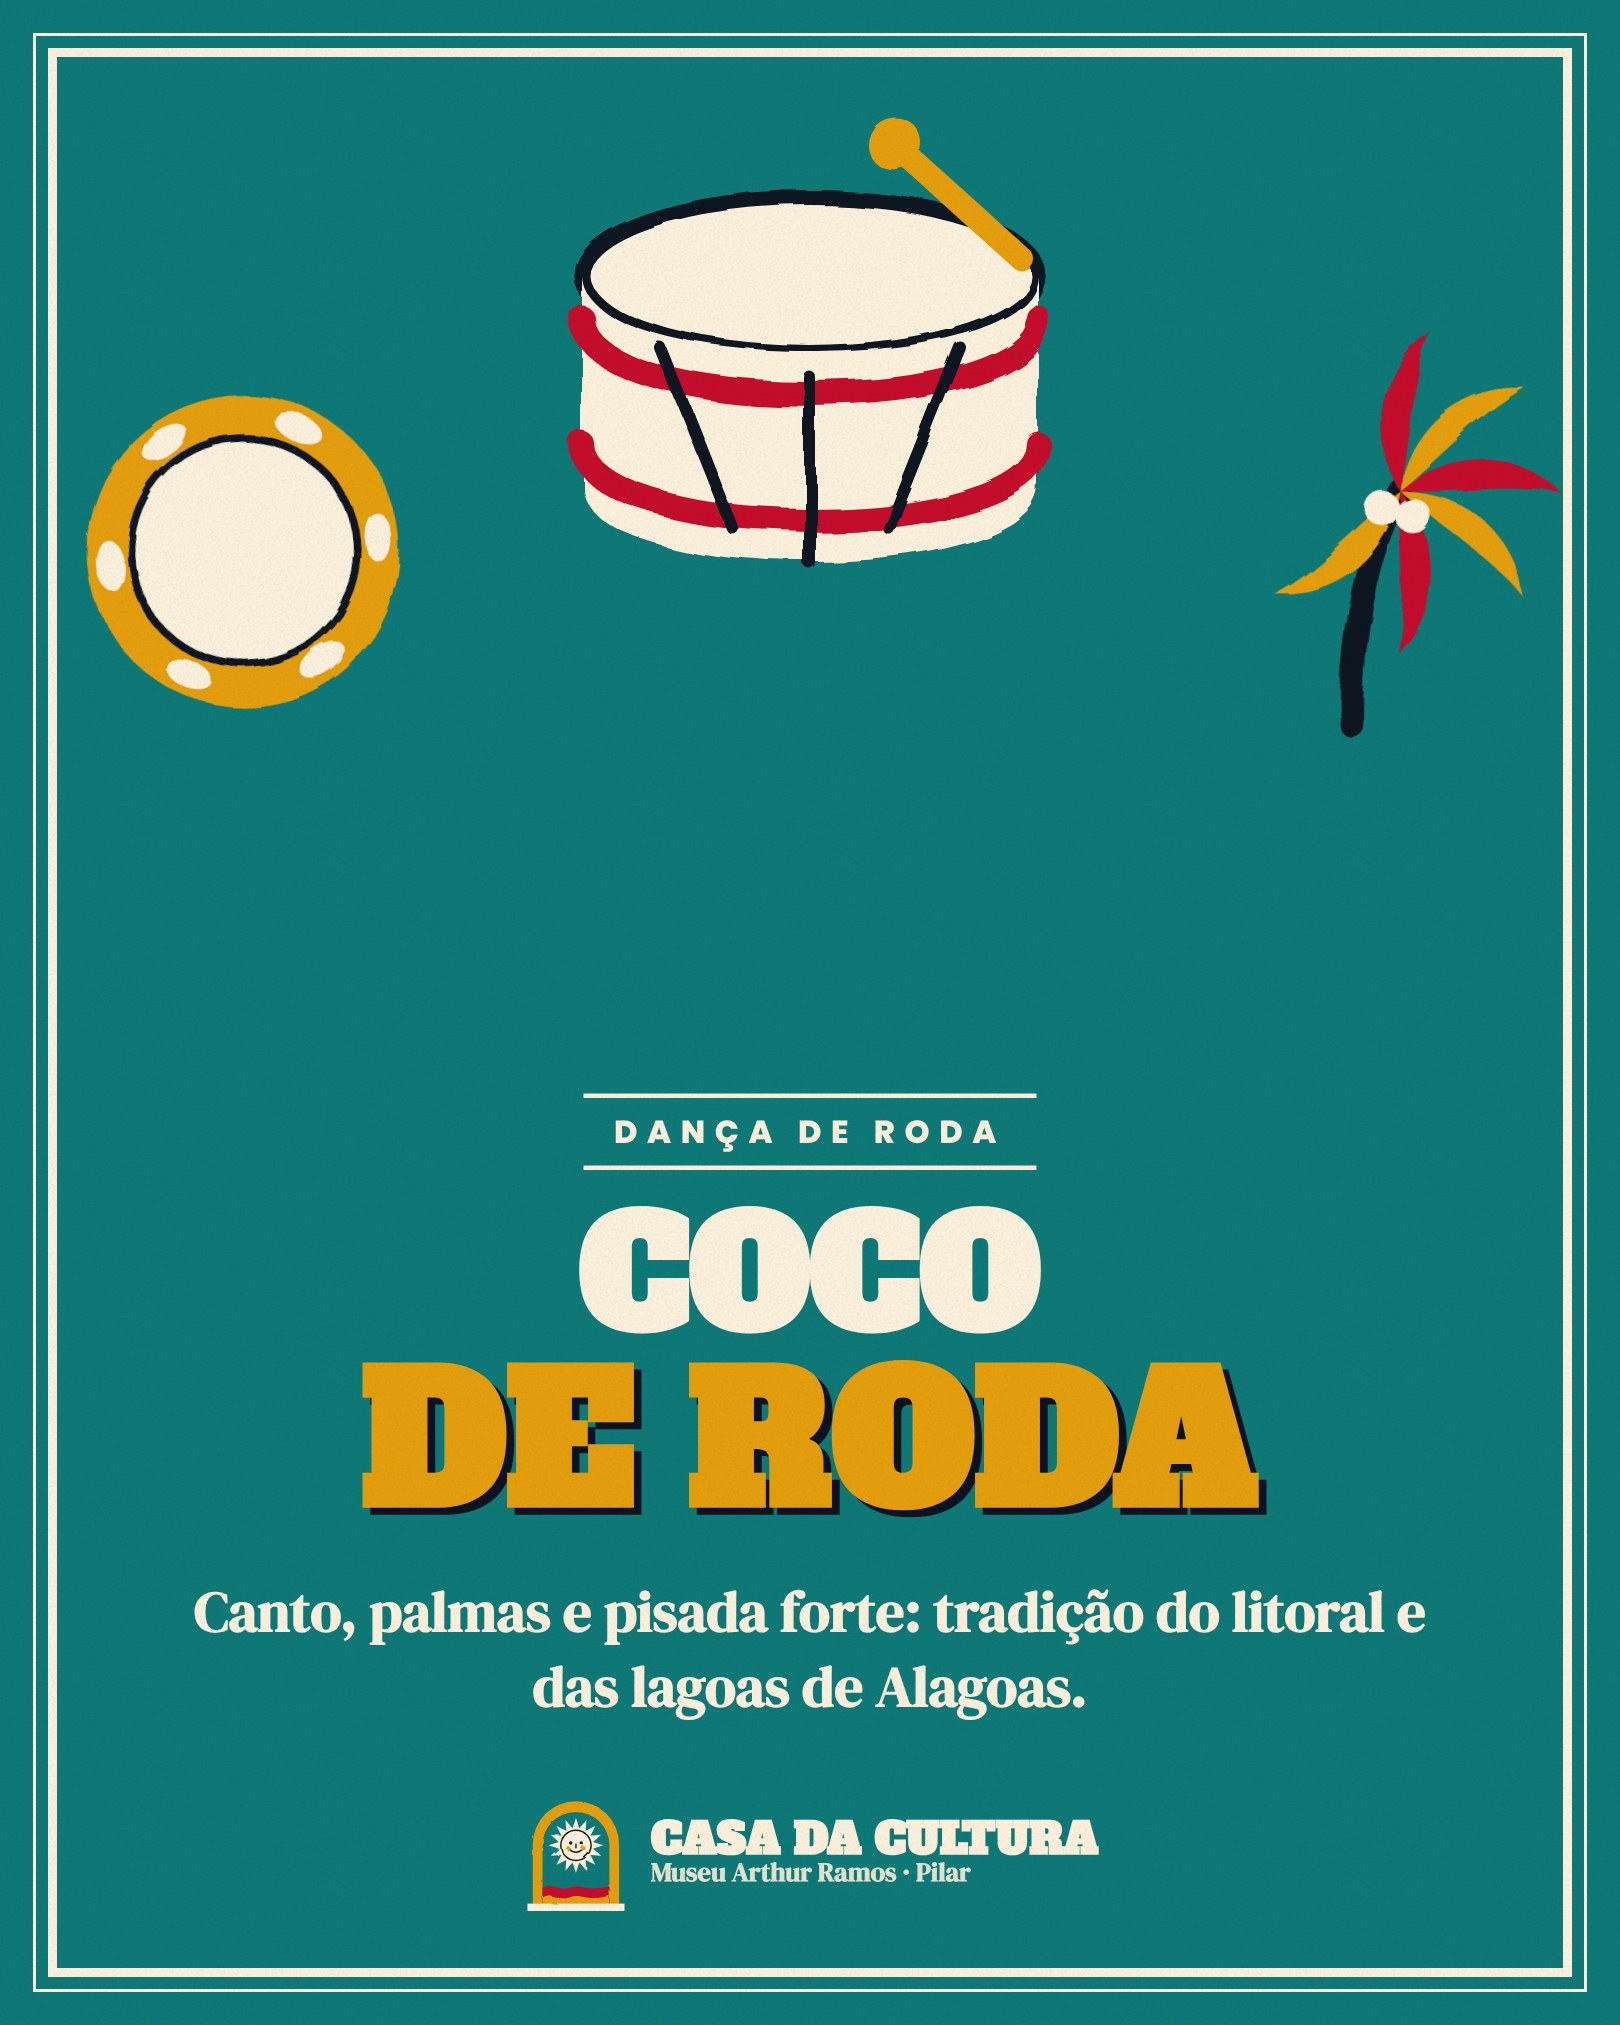 DANÇA DE RODA
COCO
DE RODA
Canto, palmas e pisada forte: tradição do litoral e
das lagoas de Alagoas.
CASA DA CULTURA
Museu Arthur Ramos · Pilar